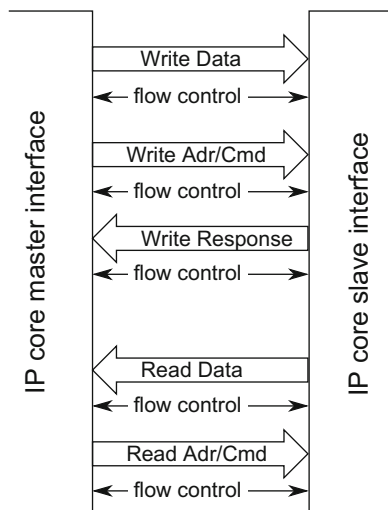 IP core master interface
Write Data
flow control
Write Adr/Cmd
flow control
Write Response
flow control
Read Data
flow control
Read Adr/Cmd
flow control
IP core slave interface